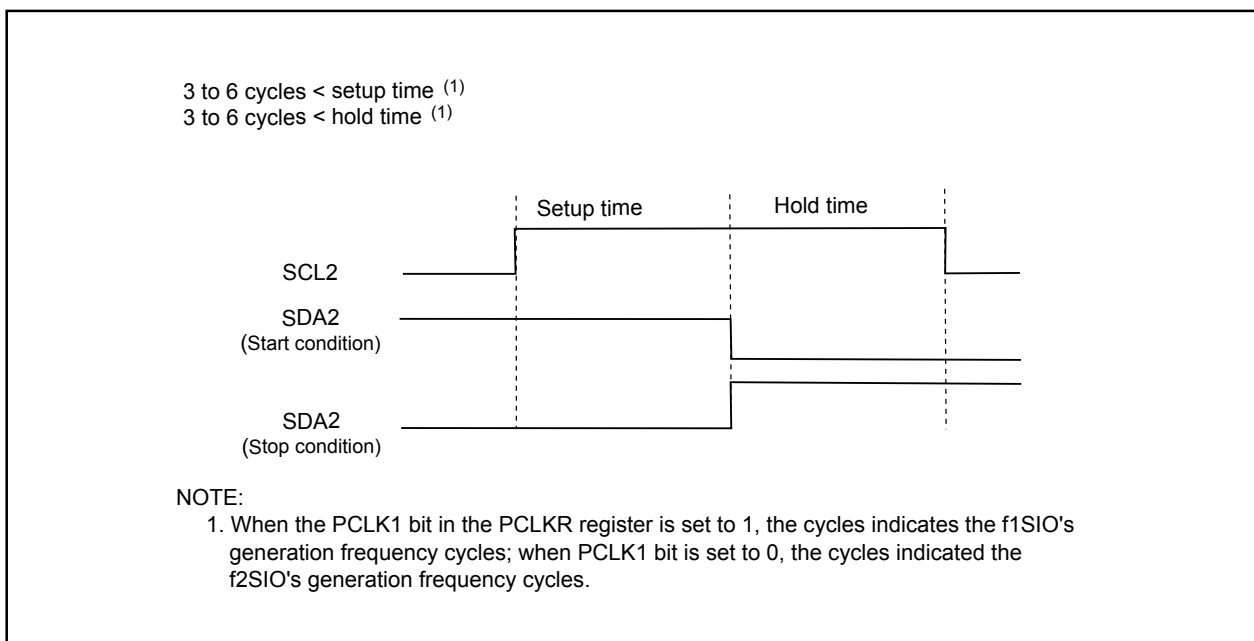 3 to 6 cycles < setup time (1)
3 to 6 cycles < hold time (1)
Setup time
Hold time
SCL2
SDA2
(Start condition)
SDA2
(Stop condition)
NOTE:
1. When the PCLK1 bit in the PCLKR register is set to 1, the cycles indicates the f1SIO's
generation frequency cycles; when PCLK1 bit is set to 0, the cycles indicated the
f2SIO's generation frequency cycles.